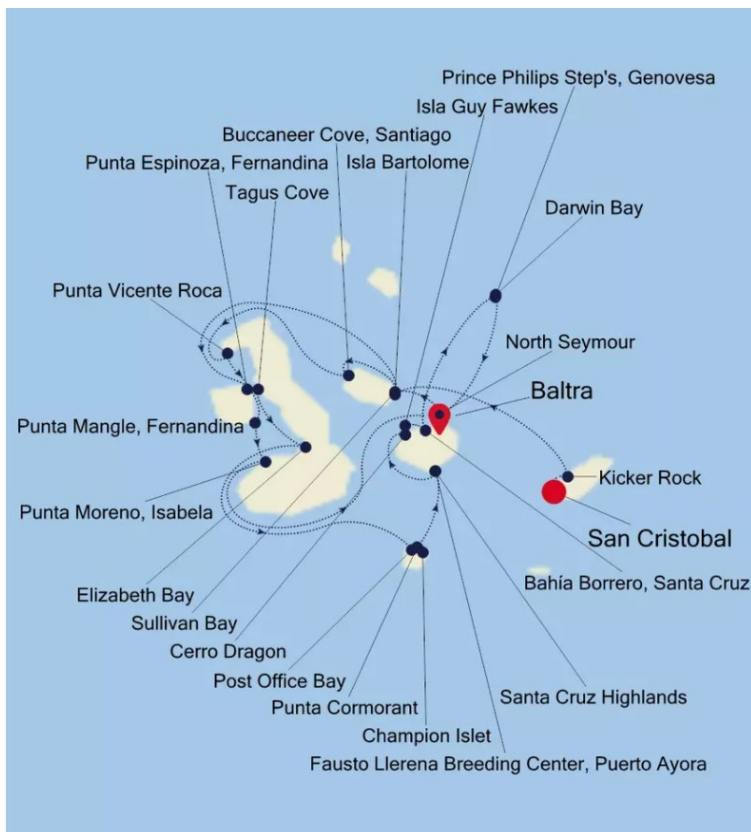 Prince Philips Step's, Genovesa
Isla Guy Fawkes
Buccaneer Cove, Santiago
Punta Espinoza, Fernandina
Isla Bartolome
Tagus Cove
Darwin Bay
Punta Vicente Roca
North Seymour
Baltra
Punta Mangle, Fernandina
Kicker Rock
Punta Moreno, Isabela
San Cristobal
Bahía Borrero, Santa Cruz
Elizabeth Bay
Sullivan Bay
Cerro Dragon
Post Office Bay
Santa Cruz Highlands
Punta Cormorant
Champion Islet
Fausto Llerena Breeding Center, Puerto Ayora